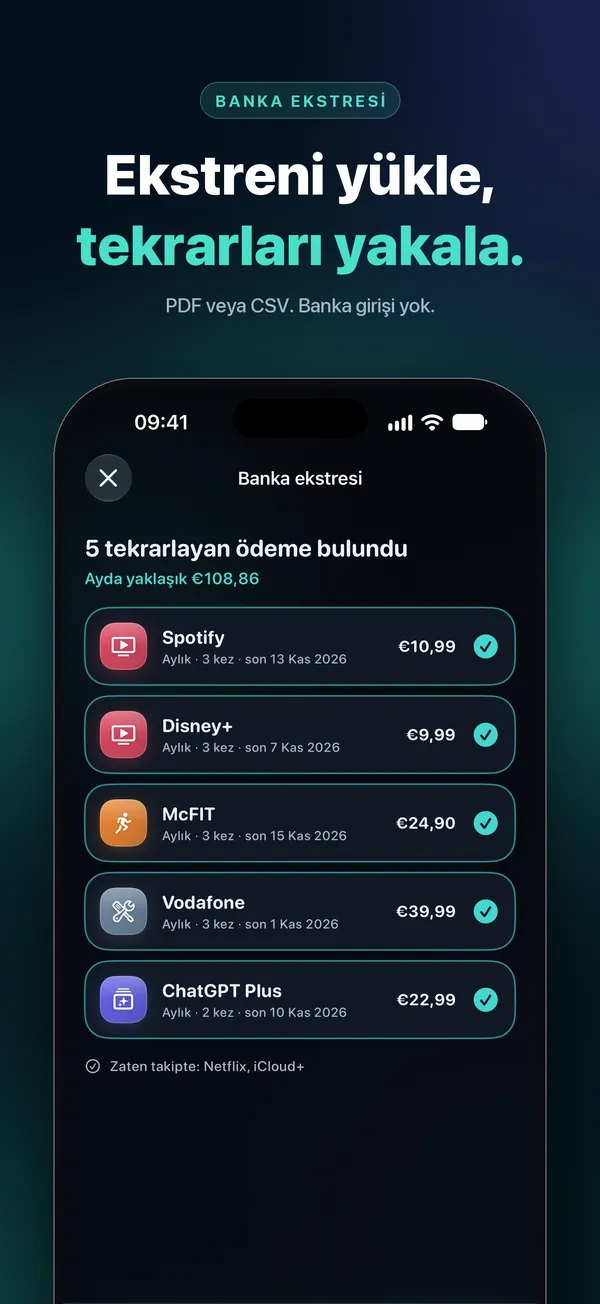 BANKA EKSTRESİ
Ekstreni yükle,
tekrarları yakala.
PDF veya CSV. Banka girişi yok.
09:41
Banka ekstresi
5 tekrarlayan ödeme bulundu
Ayda yaklaşık €108,86
Spotify
Aylık · 3 kez · son 13 Kas 2026
€10,99
Disney+
Aylık · 3 kez · son 7 Kas 2026
€9,99
McFIT
Aylık · 3 kez · son 15 Kas 2026
€24,90
Vodafone
Aylık · 3 kez · son 1 Kas 2026
€39,99
ChatGPT Plus
Aylık · 2 kez · son 10 Kas 2026
€22,99
Zaten takipte: Netflix, iCloud+